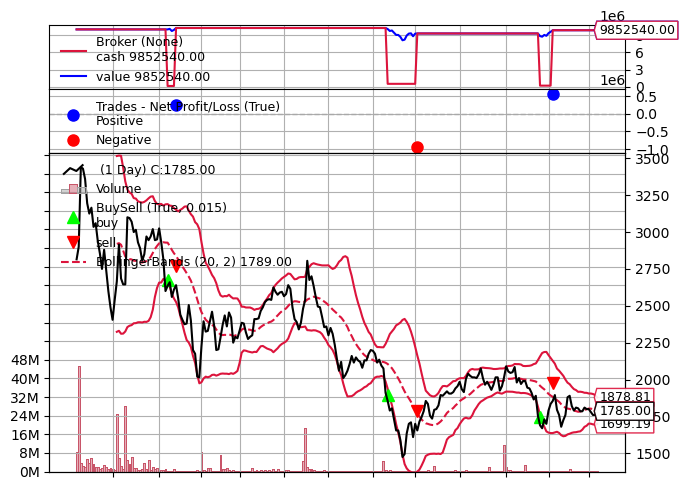 1e6
Broker (None)
cash 9852540.00
value 9852540.00
9852540.00
6
3
0
1e6
Trades - Net Profit/Loss (True)
Positive
Negative
0.5
0.0
−0.5
−1.0
(1 Day) C:1785.00
Volume
BuySell (True, 0.015)
buy
sell
BollingerBands (20, 2) 1789.00
3500
3250
3000
2750
2500
2250
2000
1500
1878.81
1785.00
1699.19
48M
40M
32M
24M
16M
8M
0M